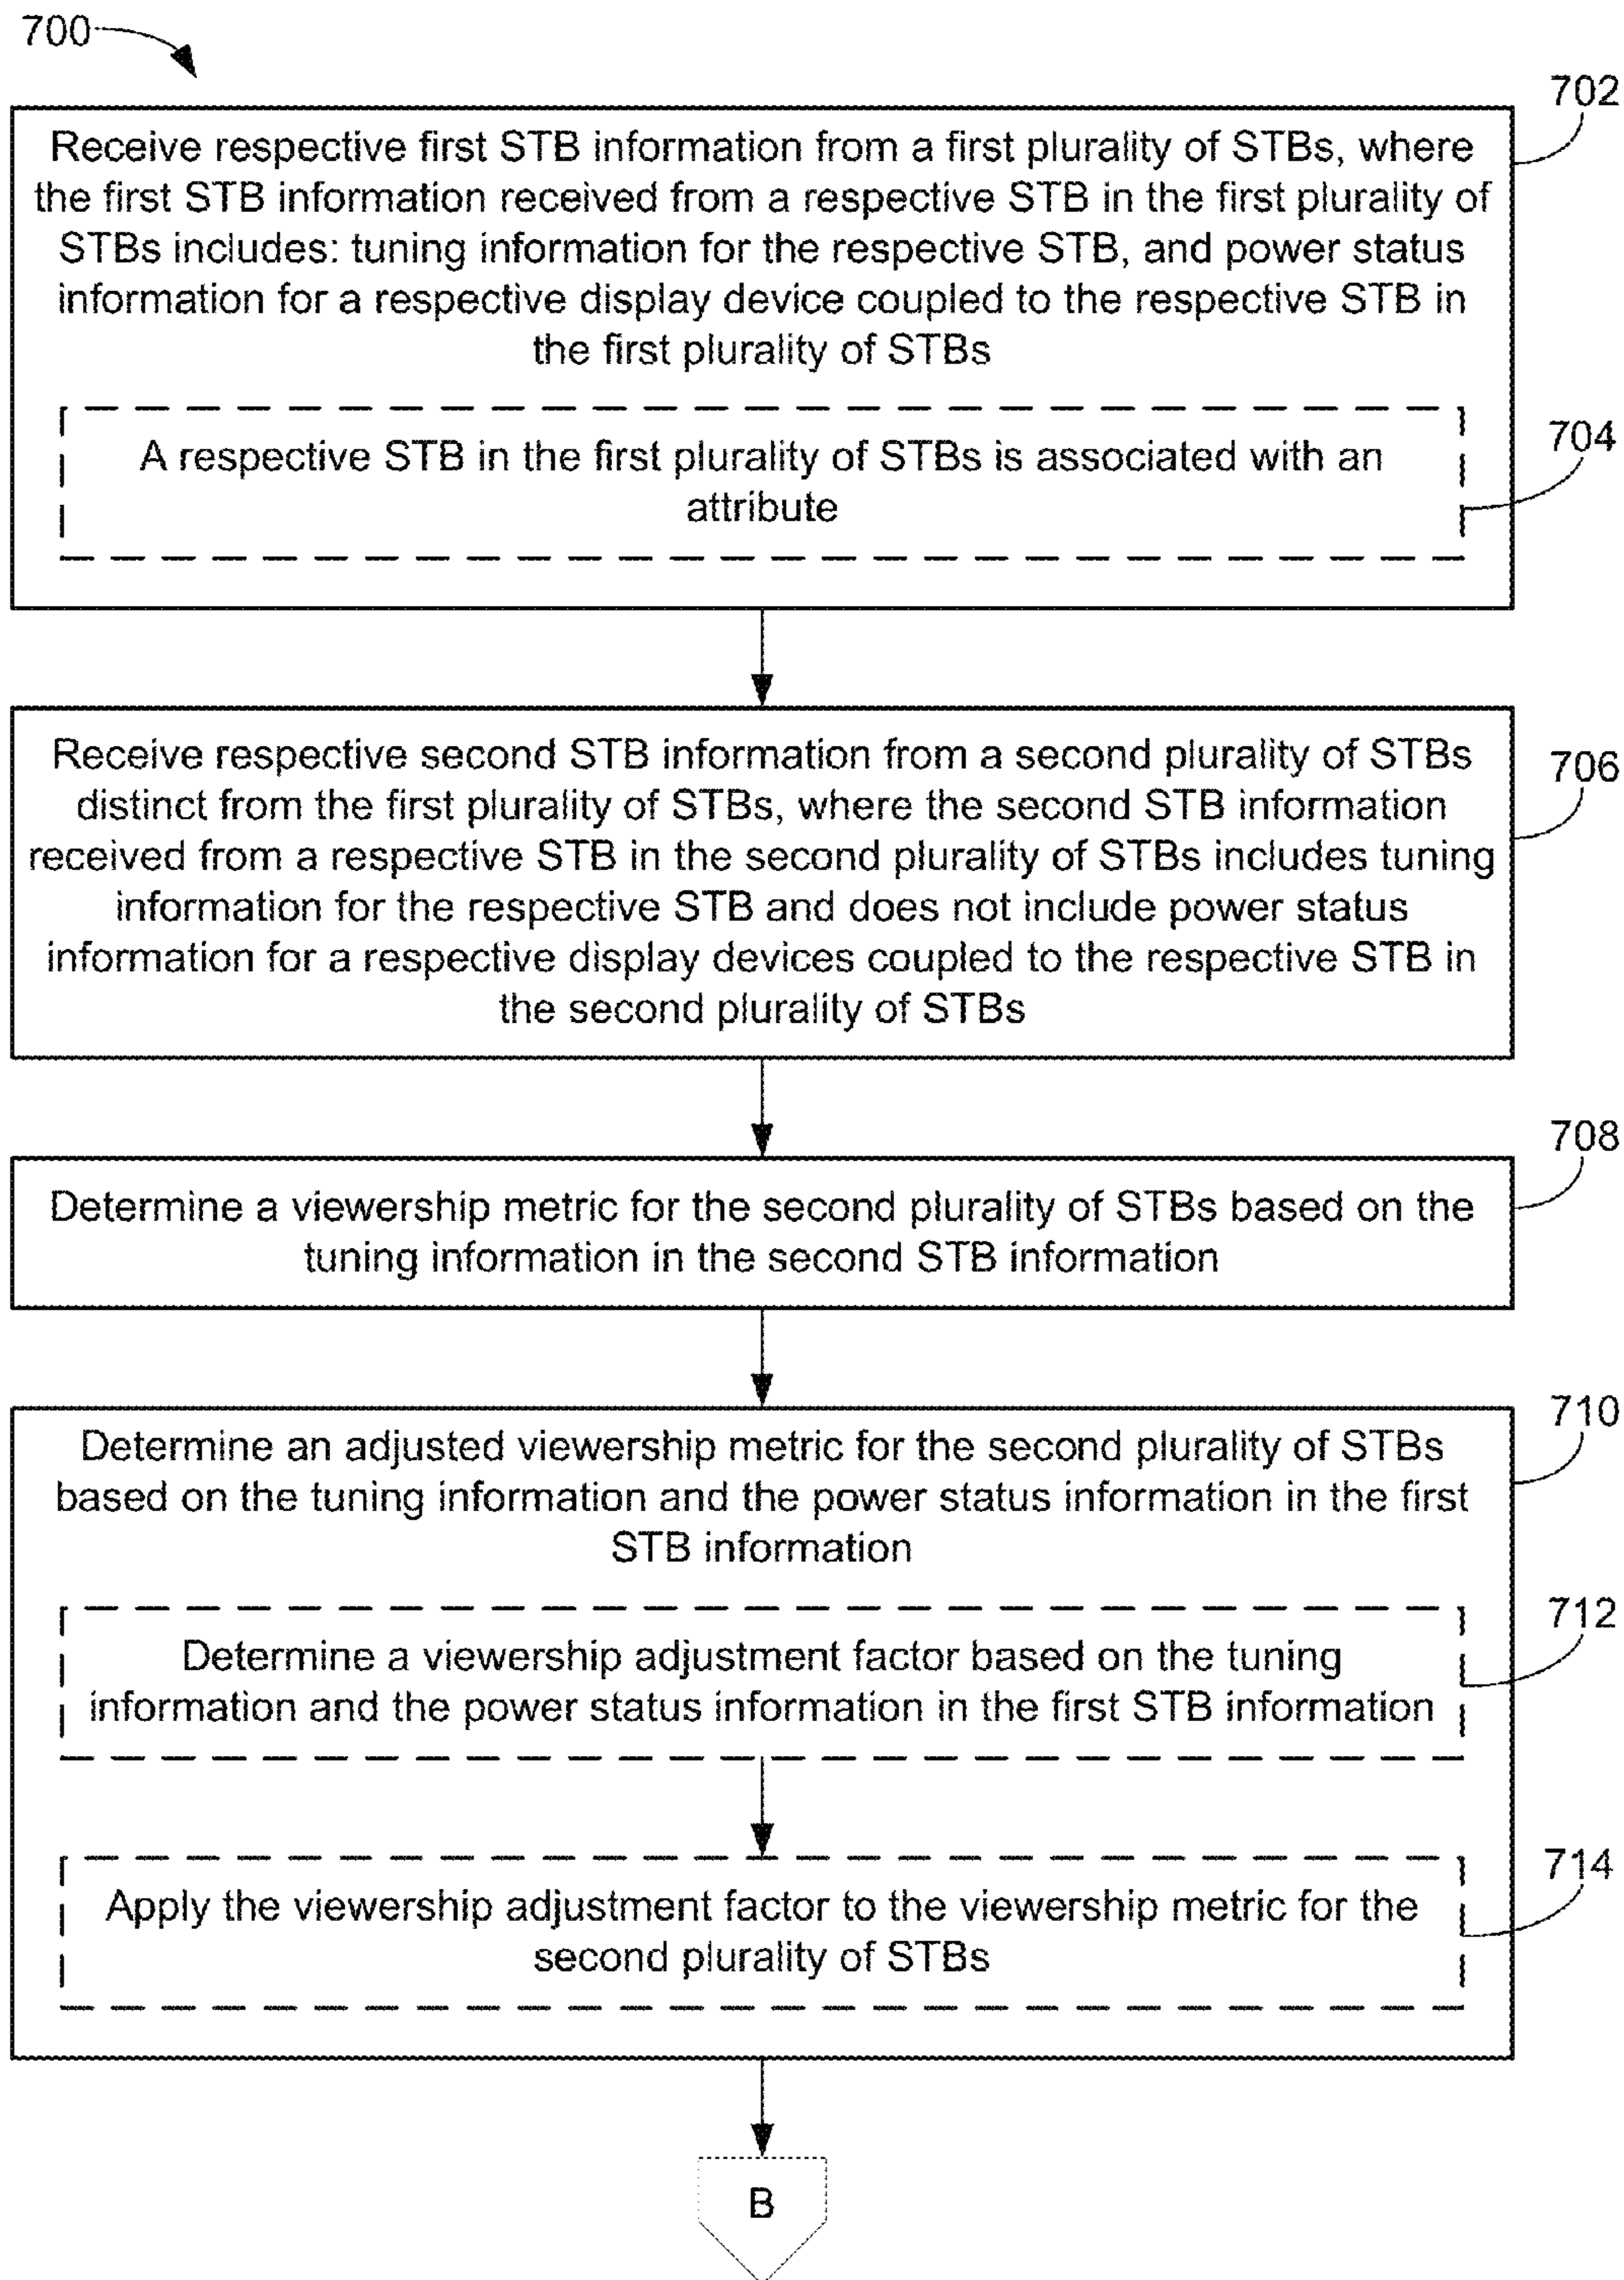 700
702
Receive respective first STB information from a first plurality of STBs, where
the first STB information received from a respective STB in the first plurality of
STBs includes: tuning information for the respective STB, and power status
information for a respective display device coupled to the respective STB in
the first plurality of STBs
704
A respective STB in the first plurality of STBs is associated with an
attribute
706
Receive respective second STB information from a second plurality of STBs
distinct from the first plurality of STBs, where the second STB information
received from a respective STB in the second plurality of STBs includes tuning
information for the respective STB and does not include power status
information for a respective display devices coupled to the respective STB in
the second plurality of STBs
708
Determine a viewership metric for the second plurality of STBs based on the
tuning information in the second STB information
710
Determine an adjusted viewership metric for the second plurality of STBs
based on the tuning information and the power status information in the first
STB information
712
Determine a viewership adjustment factor based on the tuning
information and the power status information in the first STB information
714
Apply the viewership adjustment factor to the viewership metric for the
second plurality of STBs
B